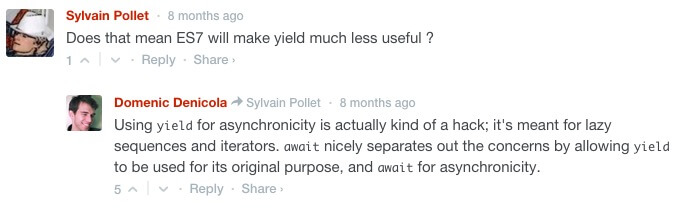 Sylvain Pollet · 8 months ago
Does that mean ES7 will make yield much less useful ?
1 · Reply · Share ›
Domenic Denicola Sylvain Pollet · 8 months ago
Using yield for asynchronicity is actually kind of a hack; it's meant for lazy
sequences and iterators. await nicely separates out the concerns by allowing yield
to be used for its original purpose, and await for asynchronicity.
5 · Reply · Share ›